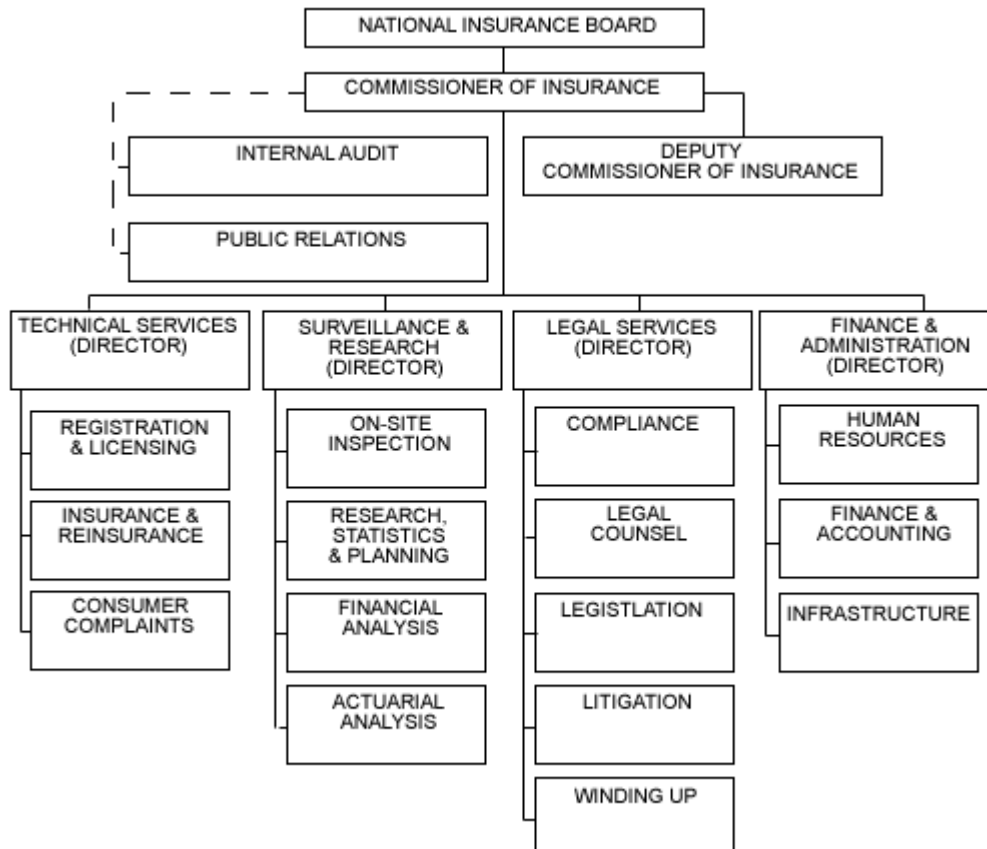 NATIONAL INSURANCE BOARD
COMMISSIONER OF INSURANCE
INTERNAL AUDIT
DEPUTY
COMMISSIONER OF INSURANCE
PUBLIC RELATIONS
TECHNICAL SERVICES
(DIRECTOR)
REGISTRATION
& LICENSING
INSURANCE &
REINSURANCE
CONSUMER
COMPLAINTS
SURVEILLANCE &
RESEARCH
(DIRECTOR)
ON-SITE
INSPECTION
RESEARCH,
STATISTICS
& PLANNING
FINANCIAL
ANALYSIS
ACTUARIAL
ANALYSIS
LEGAL SERVICES
(DIRECTOR)
COMPLIANCE
LEGAL
COUNSEL
LEGISTLATION
LITIGATION
WINDING UP
FINANCE &
ADMINISTRATION
(DIRECTOR)
HUMAN
RESOURCES
FINANCE &
ACCOUNTING
INFRASTRUCTURE